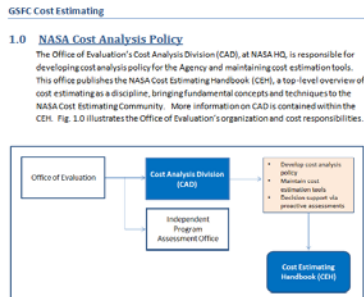 GSFC Cost Estimating
1.0 NASA Cost Analysis Policy
The Office of Evaluation's Cost Analysis Division (CAD), at NASA HQ, is responsible for
developing cost analysis policy for the Agency and maintaining cost estimation tools.
This office publishes the NASA Cost Estimating Handbook (CEH), a top-level overview of
cost estimating as a discipline, bringing fundamental concepts and techniques to the
NASA Cost Estimating Community. More information on CAD is contained within the
CEH. Fig. 1.0 illustrates the Office of Evaluation's organization and cost responsibilities.
Office of Evaluation
Cost Analysis Division
(CAD)
• Develop cost analysis
policy
• Maintain cost
estimation tools
• Decision support via
proactive assessments
Independent
Program
Assessment Office
Cost Estimating
Handbook (CEH)